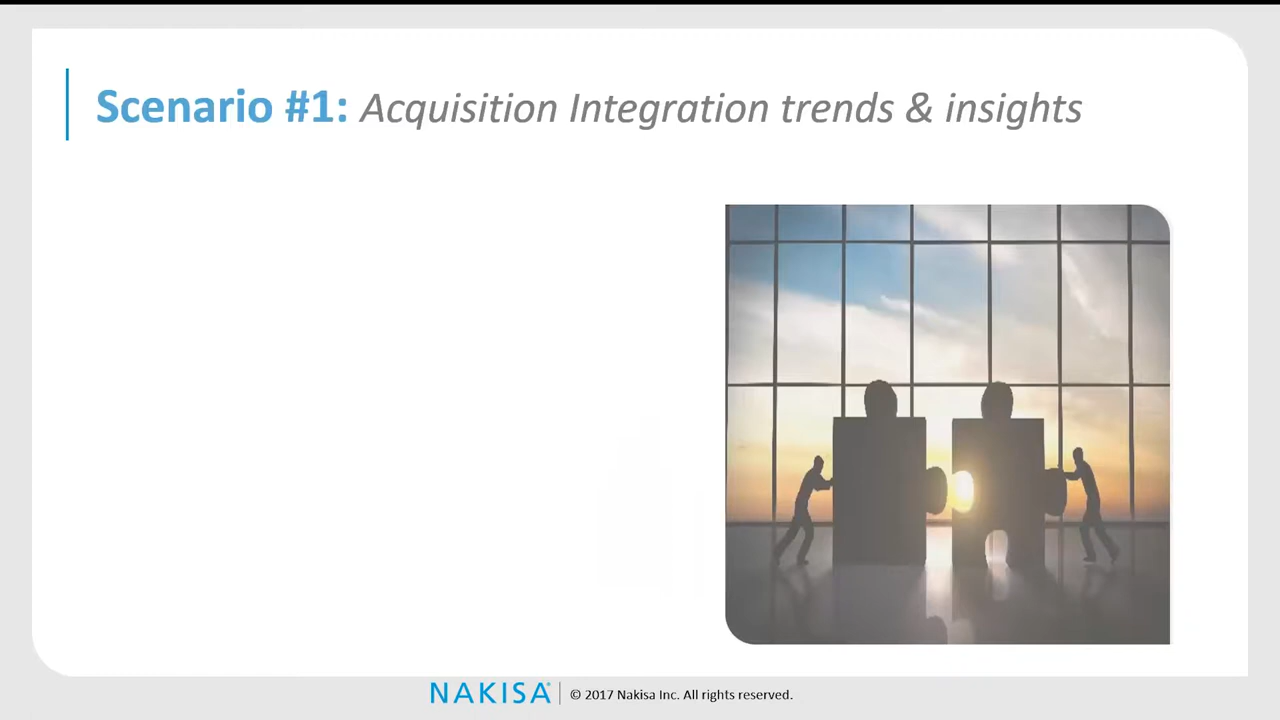 Scenario #1: Acquisition Integration trends & insights
NAKISA © 2017 Nakisa Inc. All rights reserved.